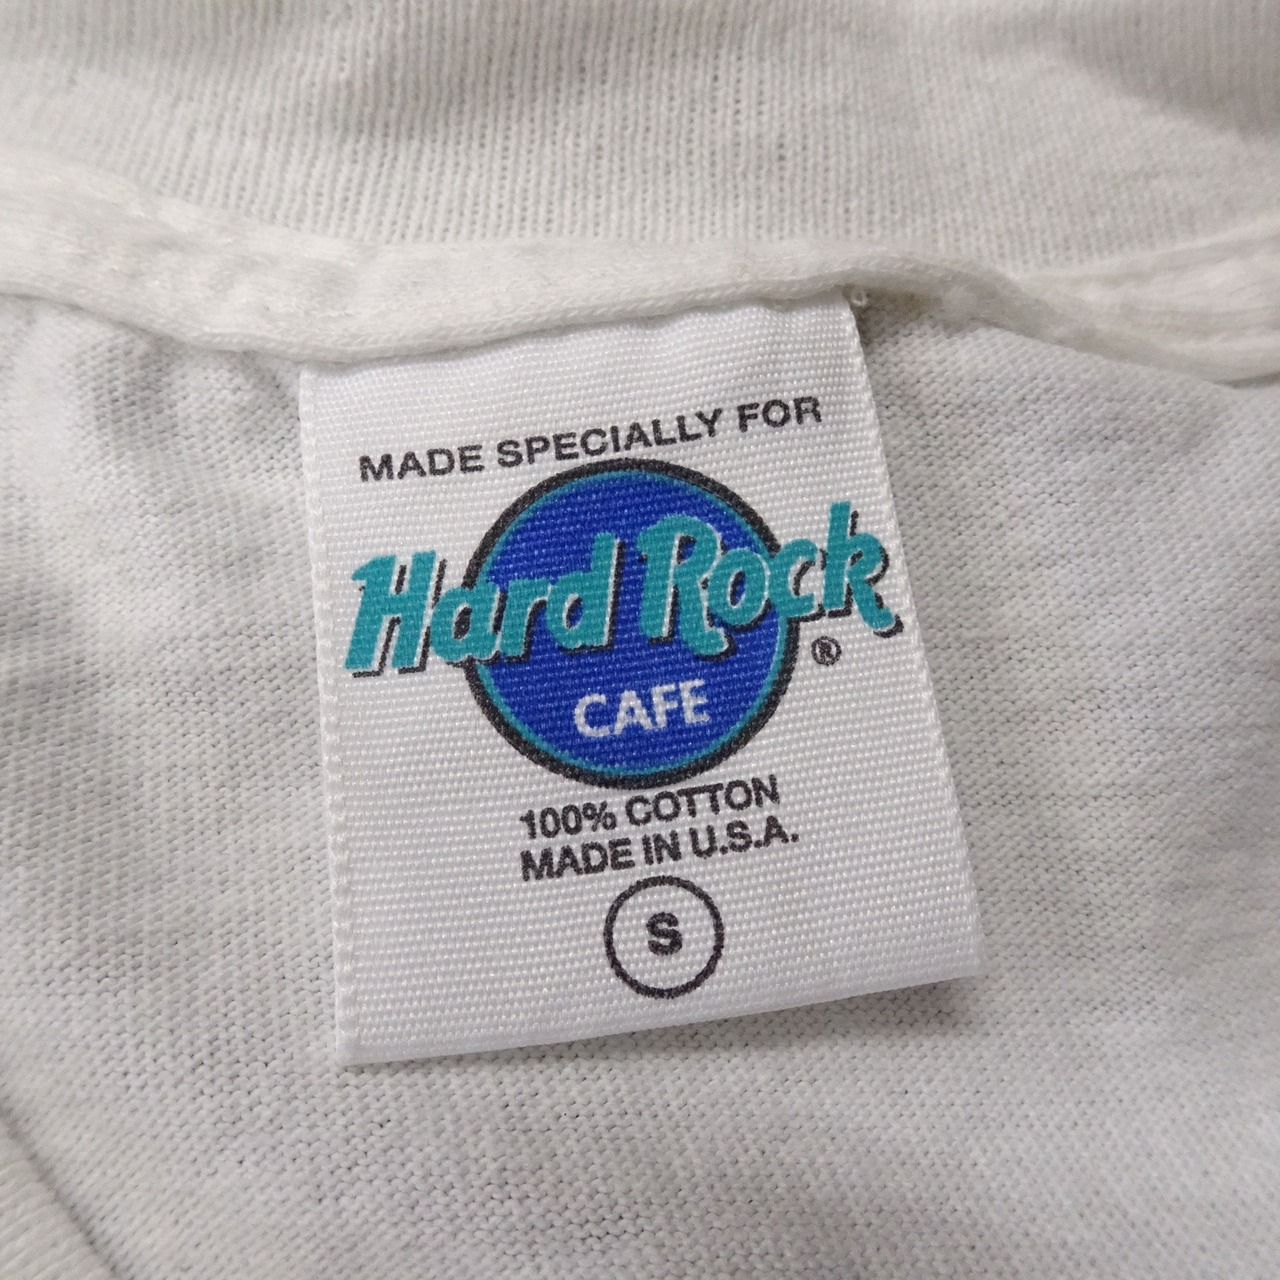 MADE SPECIALLY FOR
Hard Rock
®
CAFE
100% COTTON
MADE IN U.S.A.
S